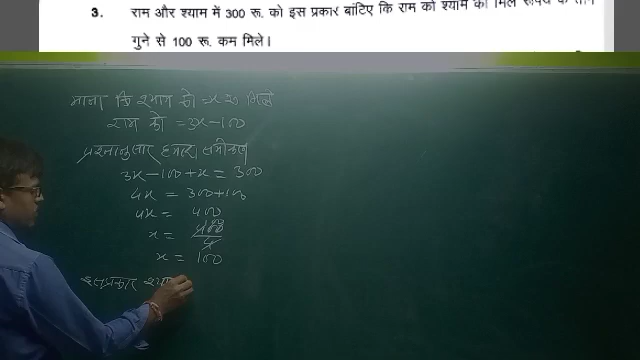 3. राम और श्याम में 300 रू. को इस प्रकार बांटिए कि राम को श्याम को मिले रूपये के तीन
गुने से 100 रू. कम मिले।
माना कि श्याम को = x रु मिले
राम को = 3x-100
प्रश्नानुसार हमारा समीकरण
3x-100+x = 300
4x = 300+100
4x = 400
x = 400/4
x = 100
इस प्रकार श्या